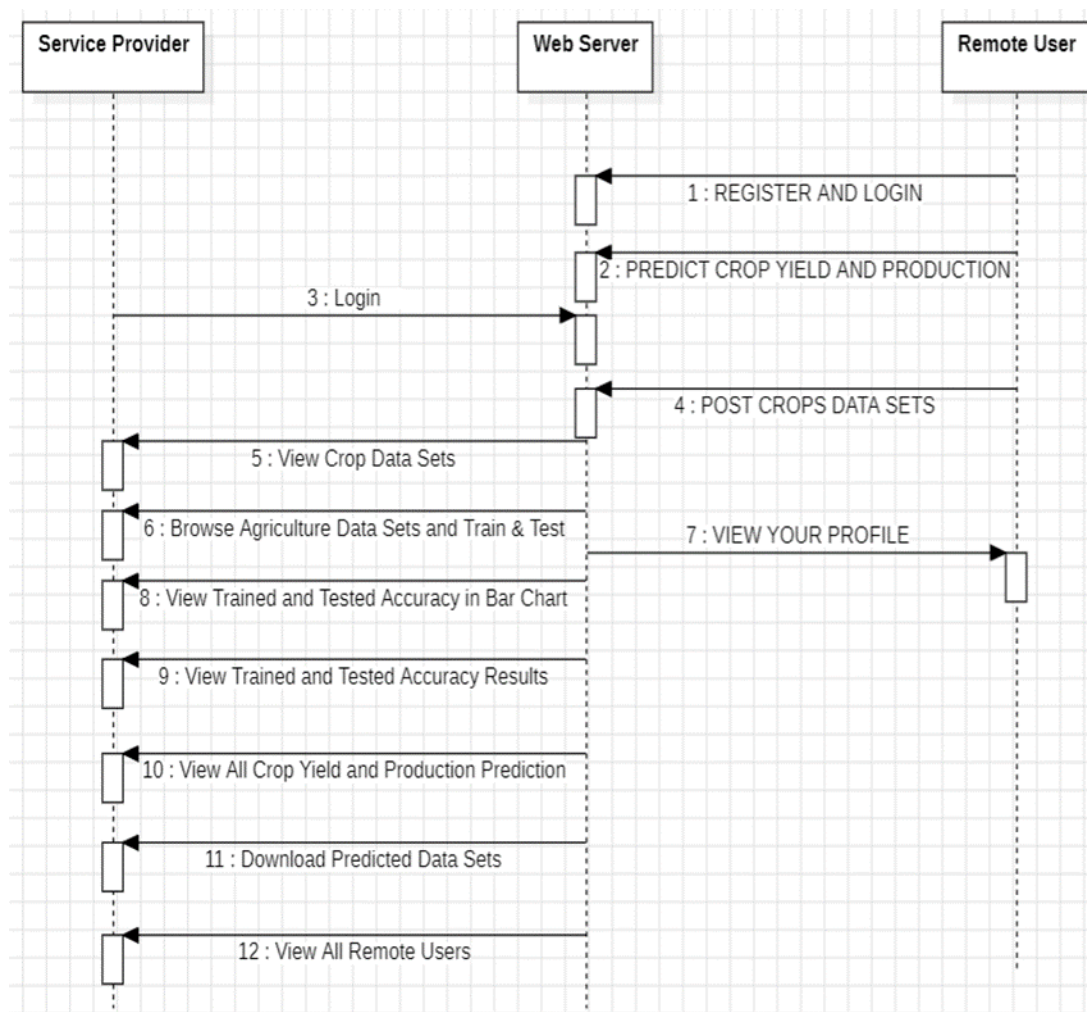 Service Provider
Web Server
Remote User
1 : REGISTER AND LOGIN
2 : PREDICT CROP YIELD AND PRODUCTION
3 : Login
4 : POST CROPS DATA SETS
5 : View Crop Data Sets
6 : Browse Agriculture Data Sets and Train & Test
7 : VIEW YOUR PROFILE
8 : View Trained and Tested Accuracy in Bar Chart
9 : View Trained and Tested Accuracy Results
10 : View All Crop Yield and Production Prediction
11 : Download Predicted Data Sets
12 : View All Remote Users